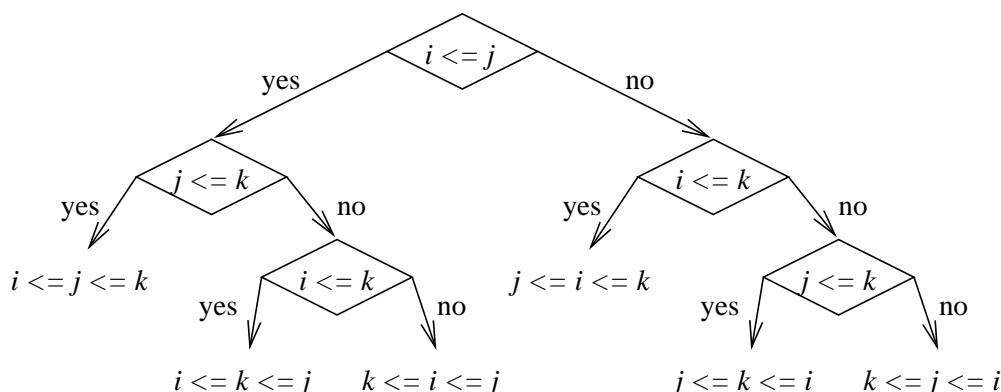 i <= j
yes
no
j <= k
i <= k
yes
no
yes
no
i <= j <= k
i <= k
j <= i <= k
j <= k
yes
no
yes
no
i <= k <= j
k <= i <= j
j <= k <= i
k <= j <= i